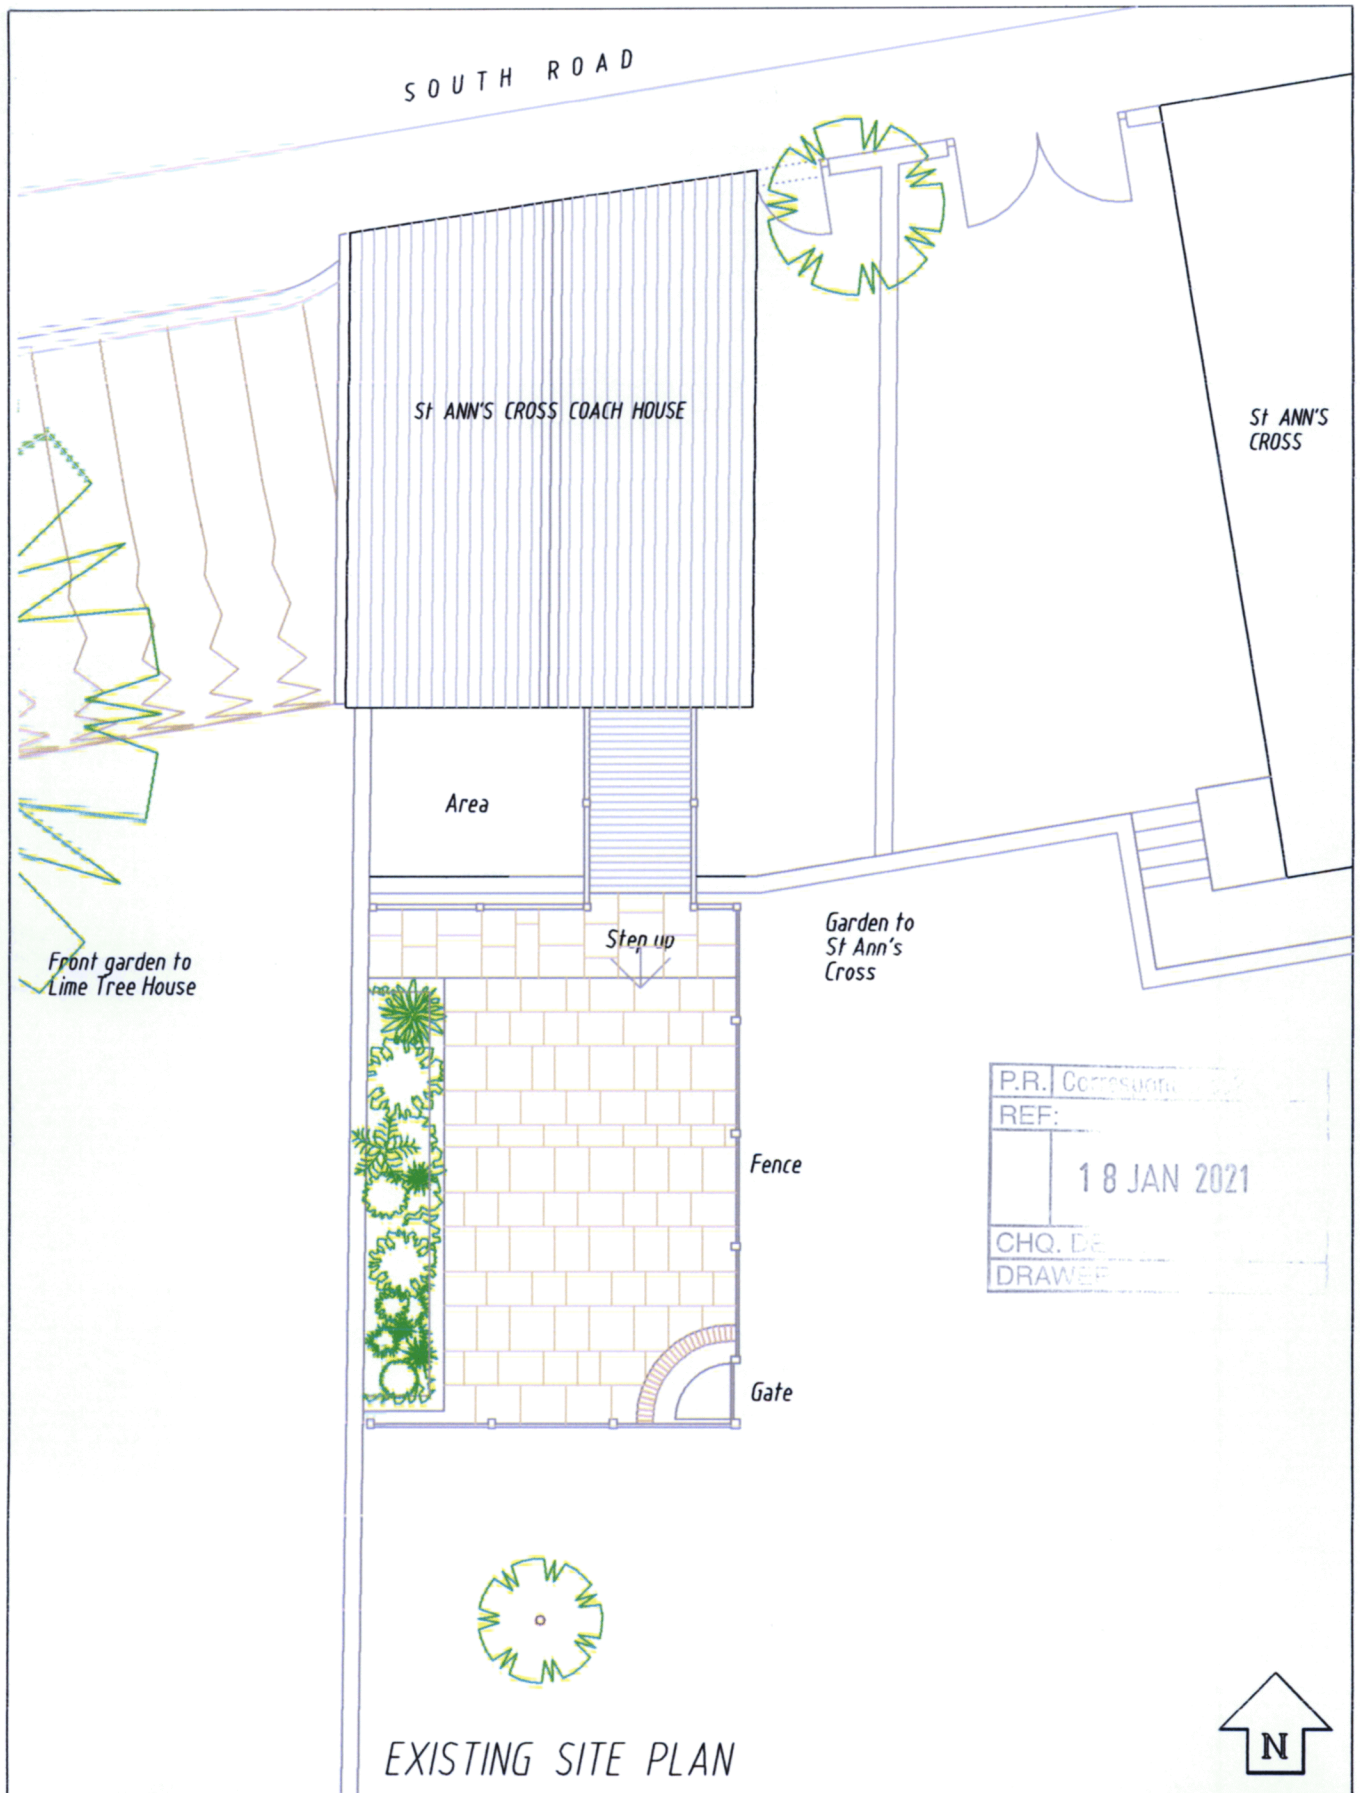 SOUTH ROAD
St ANN'S CROSS COACH HOUSE
St ANN'S
CROSS
Area
Step up
Garden to
St Ann's
Cross
Front garden to
Lime Tree House
P.R.
REF:
Fence
18 JAN 2021
CHQ.
Gate
EXISTING SITE PLAN
N